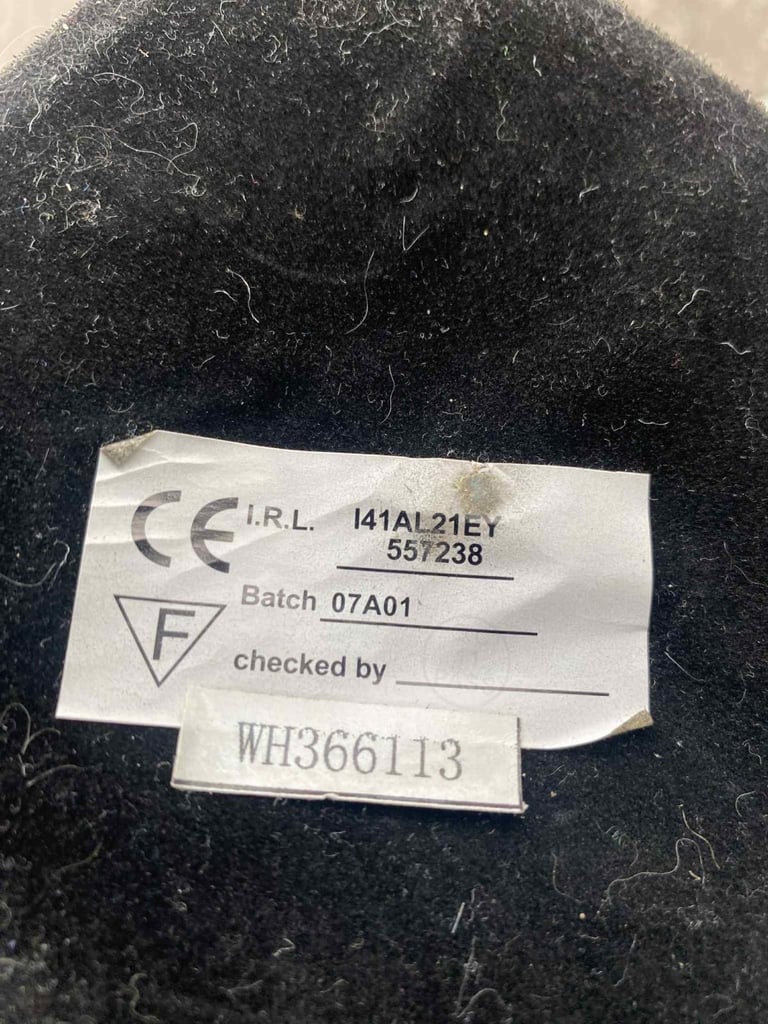 CE I.R.L. I41AL21EY
557238
F
Batch 07A01
checked by
WH366113